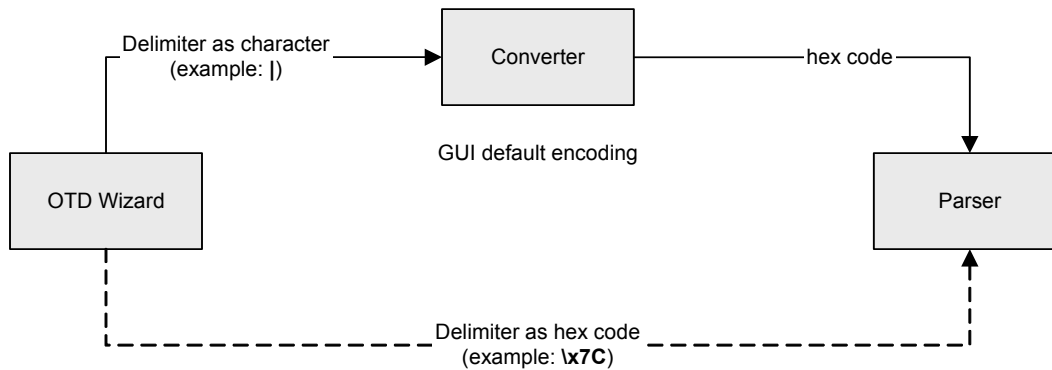 Delimiter as character
(example: |)
Converter
hex code
GUI default encoding
OTD Wizard
Parser
Delimiter as hex code
(example: \x7C)